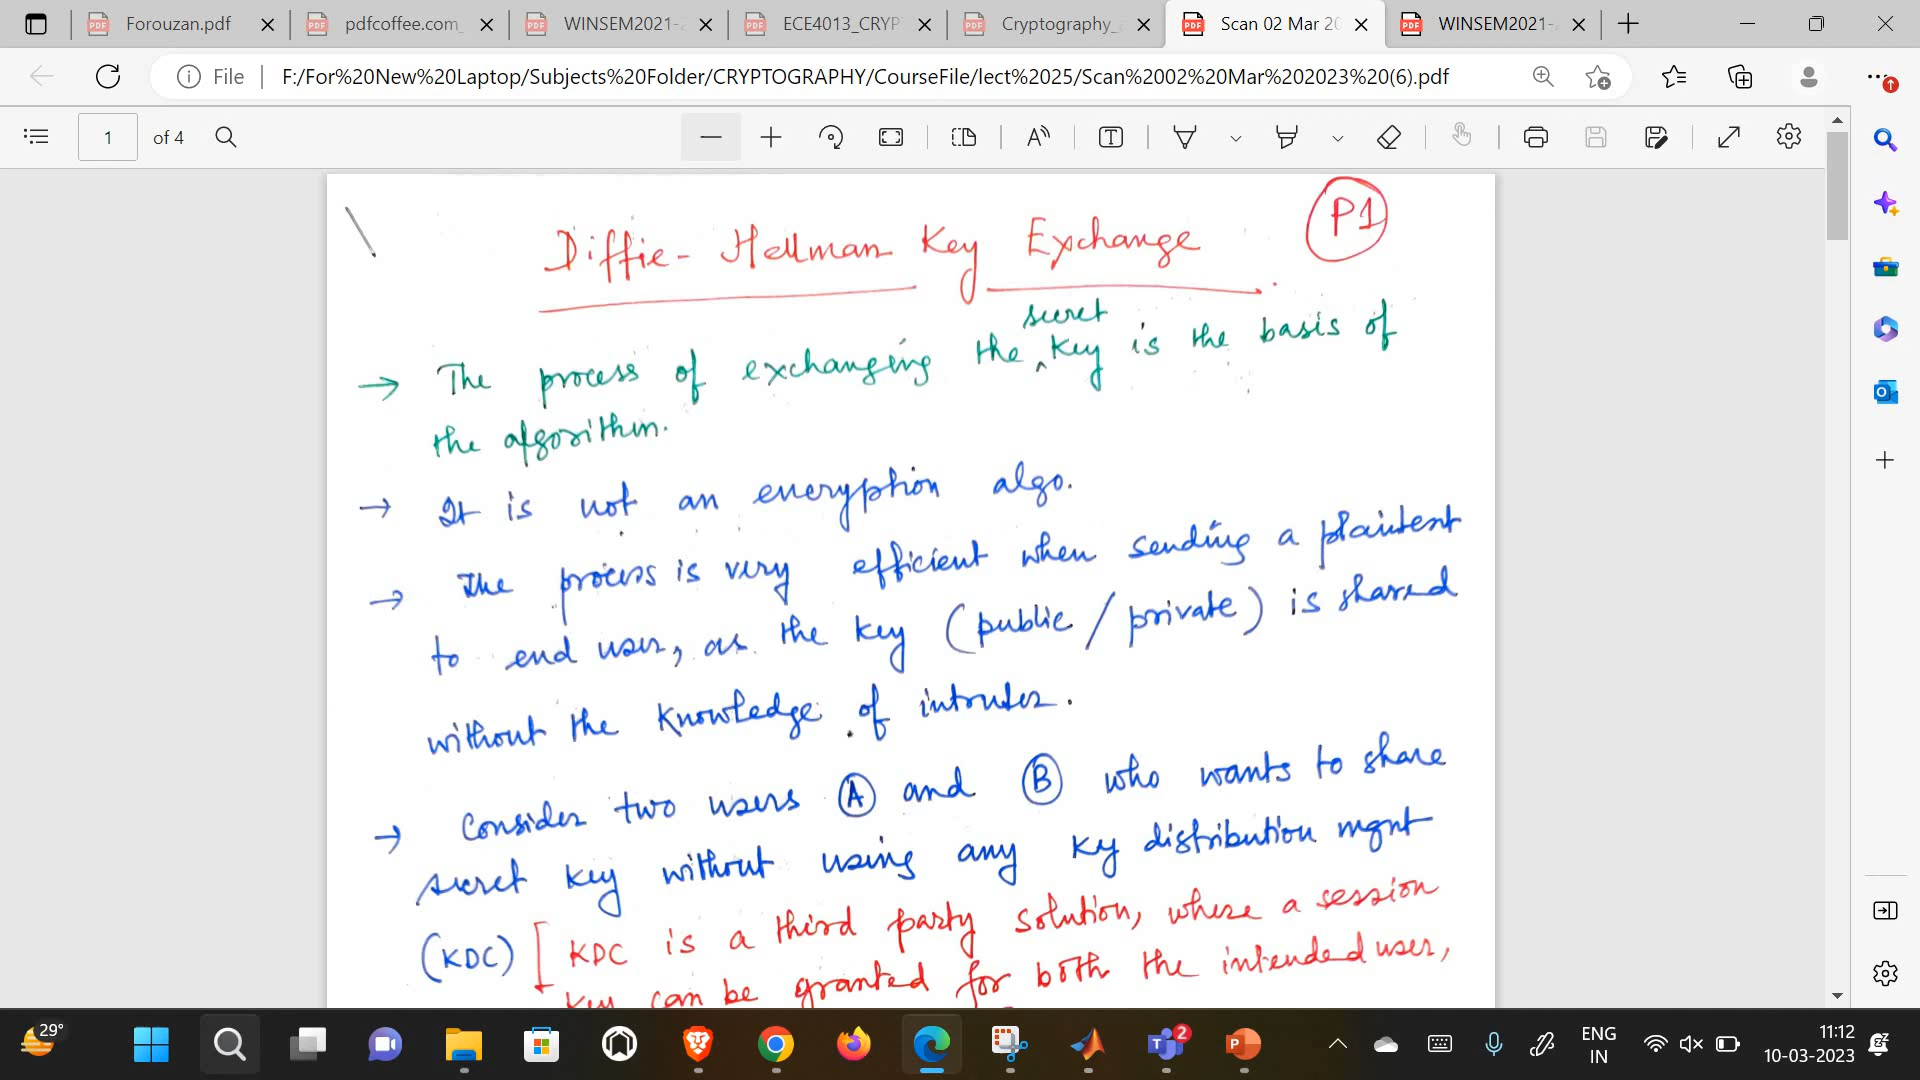 Forouzan.pdf
pdfcoffee.com_
WINSEM2021-
ECE4013_CRYP
Cryptography_
Scan 02 Mar 20
WINSEM2021-
File
F:/For%20New%20Laptop/Subjects%20Folder/CRYPTOGRAPHY/CourseFile/lect%2025/Scan%2002%20Mar%202023%20(6).pdf
1 of 4
P1
Diffie-Hellman Key Exchange
secret
→ The process of exchanging the ^ key is the basis of
the algorithm.
→ It is not an encryption algo.
→ The process is very efficient when sending a plaintext
to end user, as the key (public / private) is shared
without the knowledge of intruder.
→ Consider two users A and B who wants to share
secret key without using any key distribution mgnt
(KDC) [ KDC is a third party solution, where a session
key can be granted for both the intended user,
29°
2
ENG
IN
11:12
10-03-2023